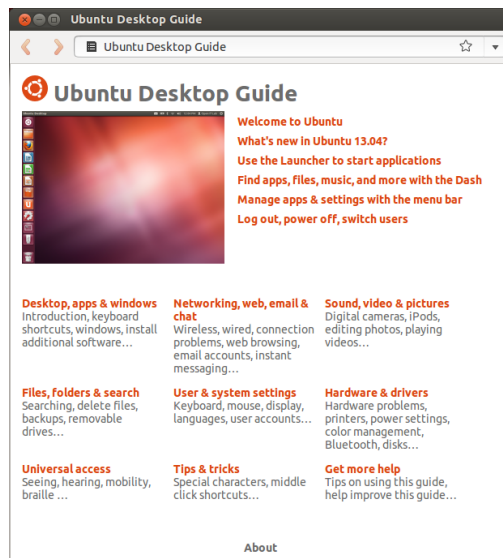 Ubuntu Desktop Guide
Ubuntu Desktop Guide
Ubuntu Desktop Guide
Welcome to Ubuntu
What's new in Ubuntu 13.04?
Use the Launcher to start applications
Find apps, files, music, and more with the Dash
Manage apps & settings with the menu bar
Log out, power off, switch users
Desktop, apps & windows
Introduction, keyboard
shortcuts, windows, install
additional software…
Networking, web, email &
chat
Wireless, wired, connection
problems, web browsing,
email accounts, instant
messaging…
Sound, video & pictures
Digital cameras, iPods,
editing photos, playing
videos…
Files, folders & search
Searching, delete files,
backups, removable
drives…
User & system settings
Keyboard, mouse, display,
languages, user accounts…
Hardware & drivers
Hardware problems,
printers, power settings,
color management,
Bluetooth, disks…
Universal access
Seeing, hearing, mobility,
braille …
Tips & tricks
Special characters, middle
click shortcuts…
Get more help
Tips on using this guide,
help improve this guide…
About